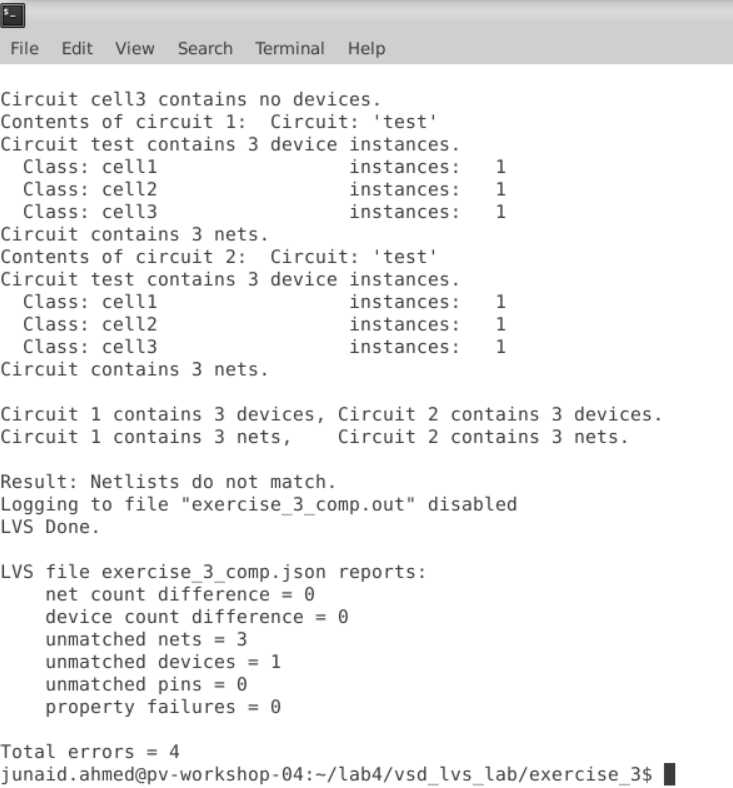 File Edit View Search Terminal Help
Circuit cell3 contains no devices.
Contents of circuit 1:  Circuit: 'test'
Circuit test contains 3 device instances.
  Class: cell1                 instances:   1
  Class: cell2                 instances:   1
  Class: cell3                 instances:   1
Circuit contains 3 nets.
Contents of circuit 2:  Circuit: 'test'
Circuit test contains 3 device instances.
  Class: cell1                 instances:   1
  Class: cell2                 instances:   1
  Class: cell3                 instances:   1
Circuit contains 3 nets.

Circuit 1 contains 3 devices, Circuit 2 contains 3 devices.
Circuit 1 contains 3 nets,    Circuit 2 contains 3 nets.

Result: Netlists do not match.
Logging to file "exercise_3_comp.out" disabled
LVS Done.

LVS file exercise_3_comp.json reports:
    net count difference = 0
    device count difference = 0
    unmatched nets = 3
    unmatched devices = 1
    unmatched pins = 0
    property failures = 0

Total errors = 4
junaid.ahmed@pv-workshop-04:~/lab4/vsd_lvs_lab/exercise_3$